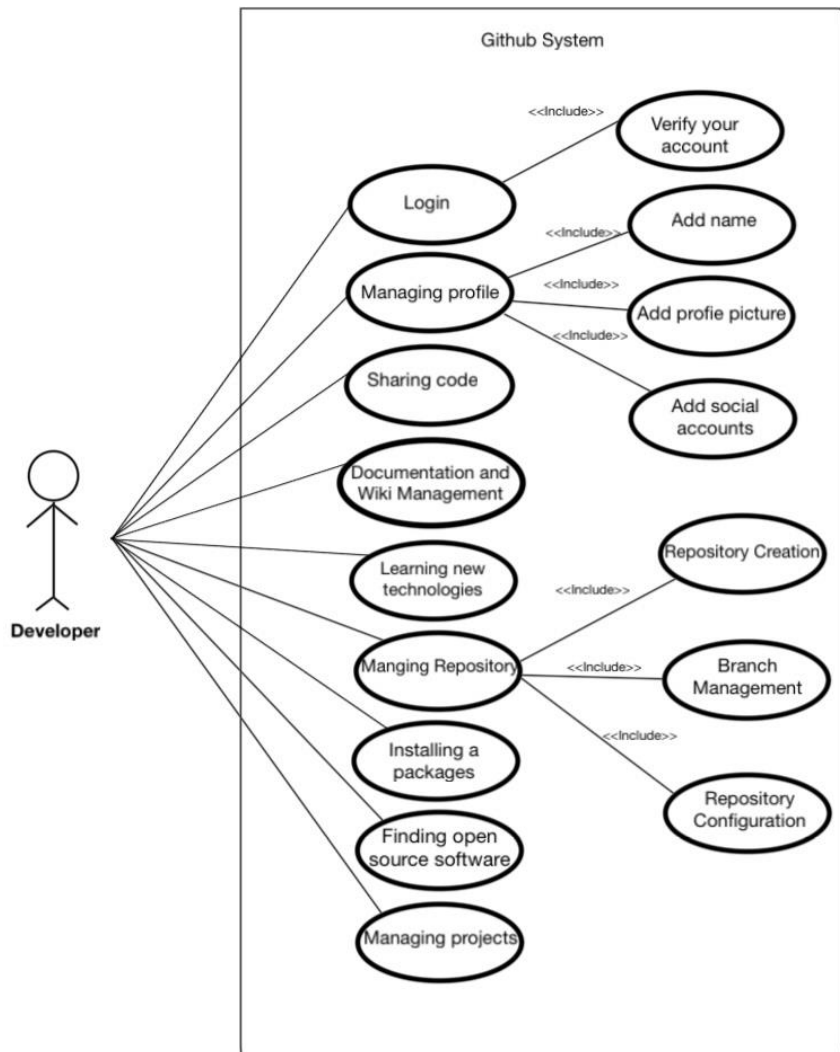 Github System
<<Include>>
Verify your
account
Login
<<Include>>
Add name
Managing profile
<<Include>>
Add profie picture
<<Include>>
Add social
accounts
Sharing code
Documentation and
Wiki Management
Developer
Learning new
technologies
Repository Creation
<<Include>>
Manging Repository
<<Include>>
Branch
Management
<<Include>>
Repository
Configuration
Installing a
packages
Finding open
source software
Managing projects